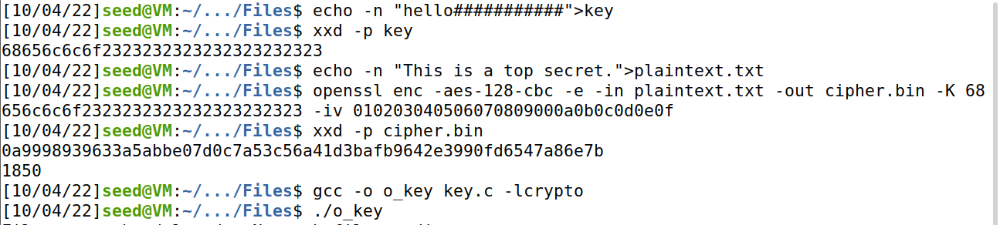 [10/04/22]seed@VM:~/.../Files$ echo -n "hello###########">key
[10/04/22]seed@VM:~/.../Files$ xxd -p key
68656c6c6f2323232323232323232323
[10/04/22]seed@VM:~/.../Files$ echo -n "This is a top secret.">plaintext.txt
[10/04/22]seed@VM:~/.../Files$ openssl enc -aes-128-cbc -e -in plaintext.txt -out cipher.bin -K 68
656c6c6f2323232323232323232323 -iv 010203040506070809000a0b0c0d0e0f
[10/04/22]seed@VM:~/.../Files$ xxd -p cipher.bin
0a9998939633a5abbe07d0c7a53c56a41d3bafb9642e3990fd6547a86e7b
1850
[10/04/22]seed@VM:~/.../Files$ gcc -o o_key key.c -lcrypto
[10/04/22]seed@VM:~/.../Files$ ./o_key